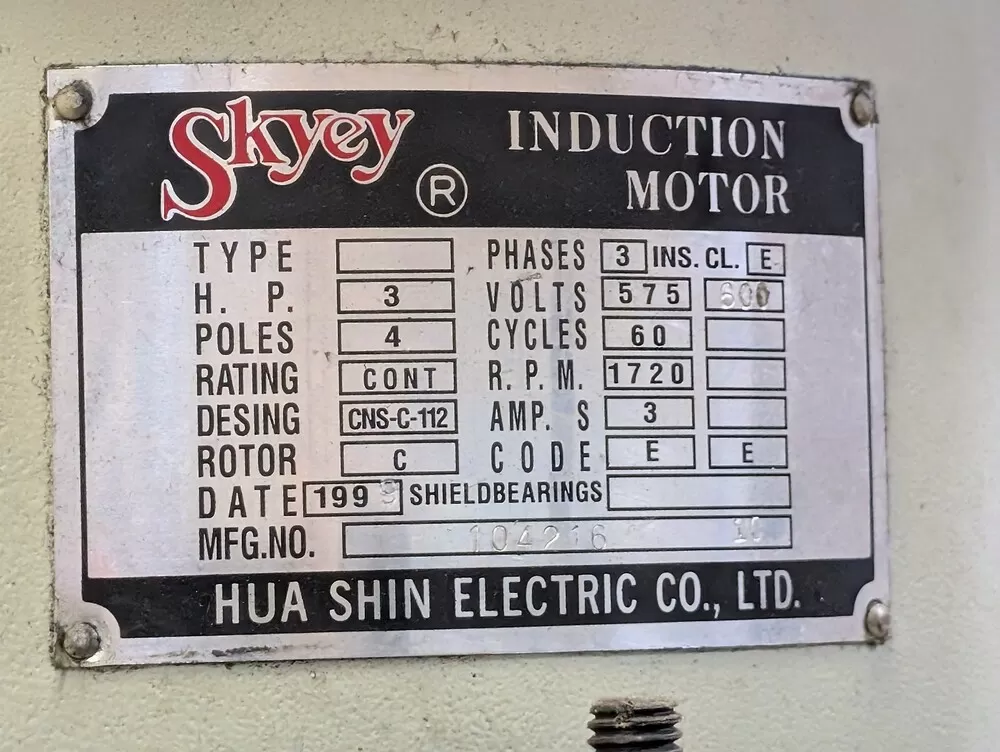 Skyey ® INDUCTION
MOTOR
TYPE PHASES 3 INS. CL. E
H. P. 3 VOLTS 575 600
POLES 4 CYCLES 60
RATING CONT R. P. M. 1720
DESING CNS-C-112 AMP. S 3
ROTOR C CODE E E
DATE 1999 SHIELDBEARINGS
MFG.NO. 104216 10
HUA SHIN ELECTRIC CO., LTD.